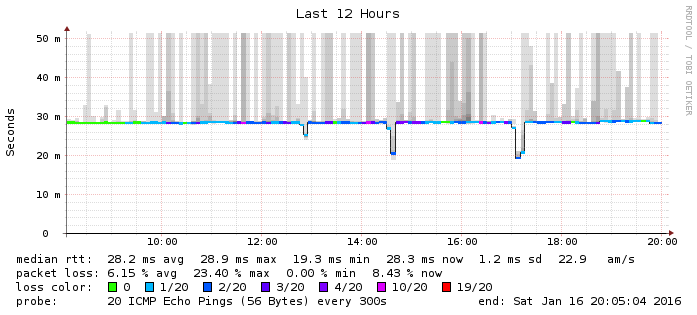 Last 12 Hours
RRDTOOL / TOBI OETIKER
Seconds
50 m
40 m
30 m
20 m
10 m
0
10:00 12:00 14:00 16:00 18:00 20:00
median rtt: 28.2 ms avg 28.9 ms max 19.3 ms min 28.3 ms now 1.2 ms sd 22.9 am/s
packet loss: 6.15 % avg 23.40 % max 0.00 % min 8.43 % now
loss color: 0 1/20 2/20 3/20 4/20 10/20 19/20
probe: 20 ICMP Echo Pings (56 Bytes) every 300s end: Sat Jan 16 20:05:04 2016